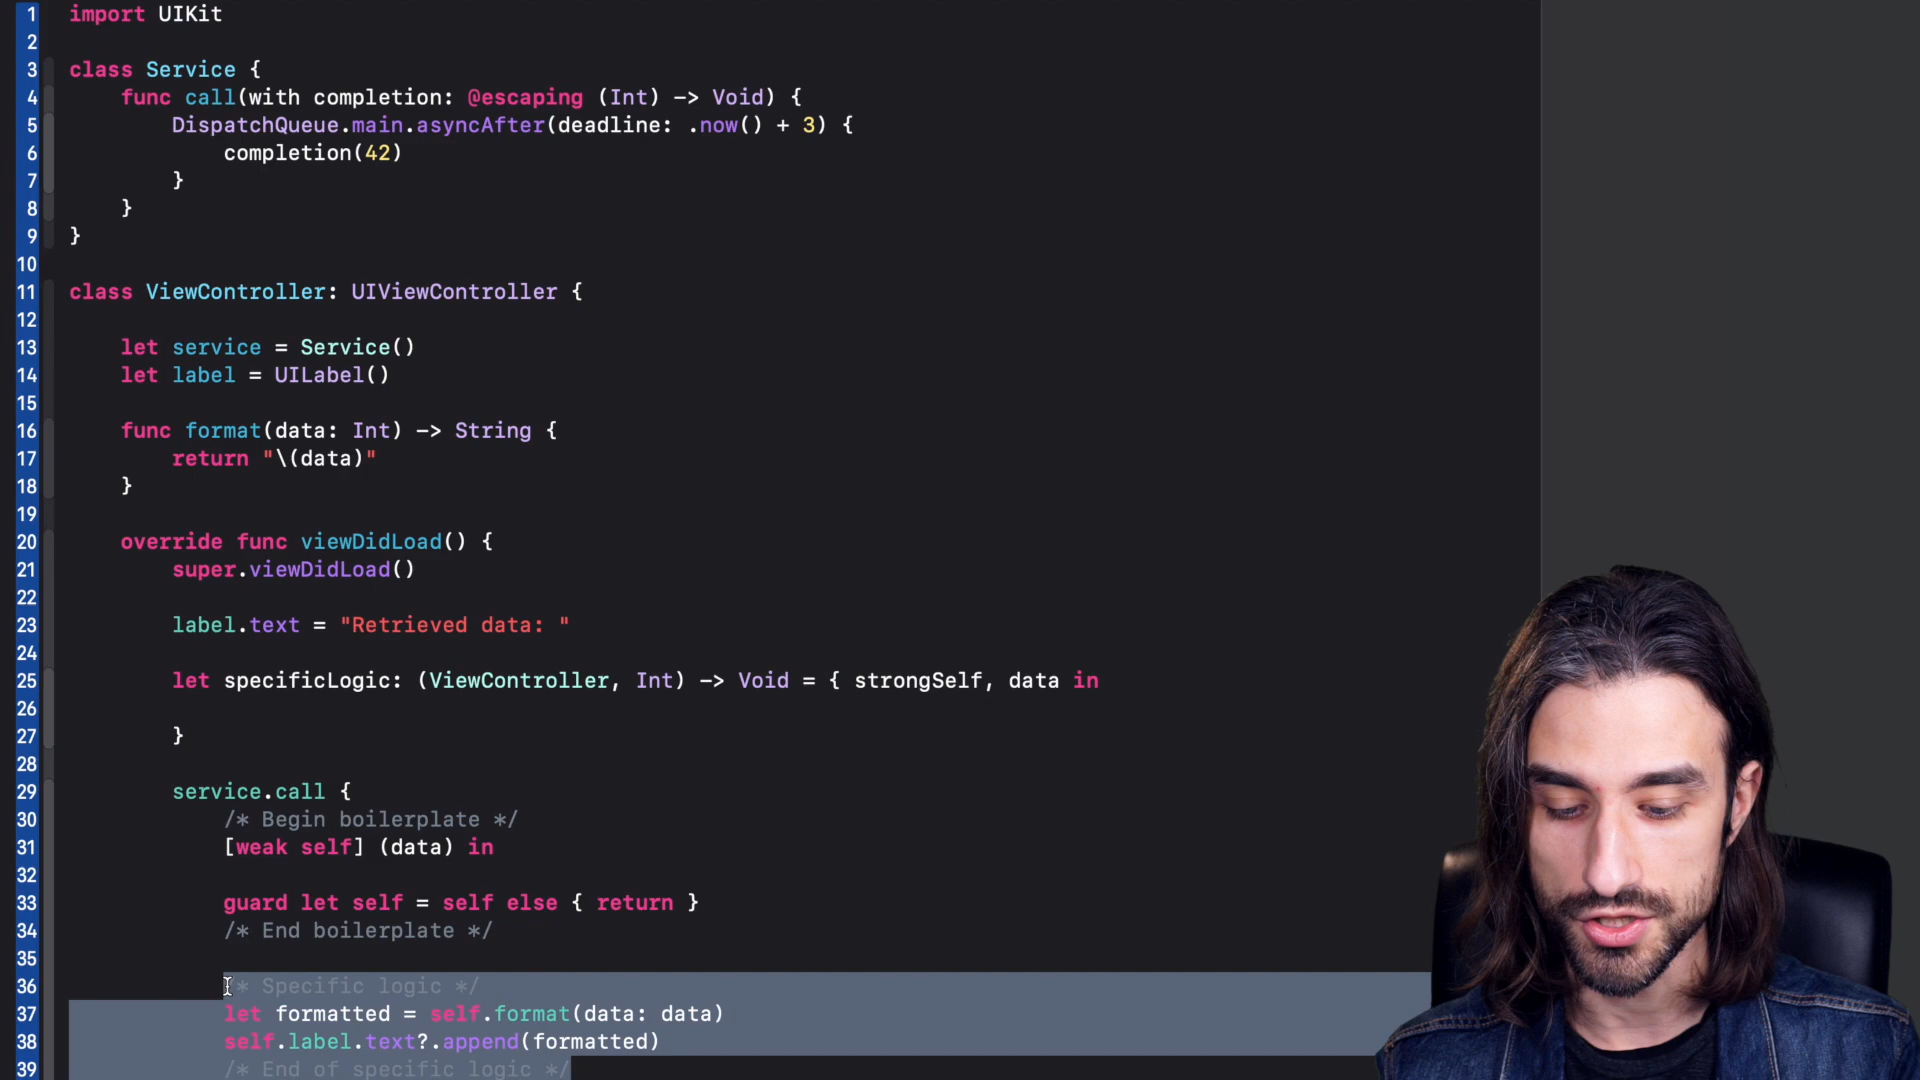 1 import UIKit
2
3 class Service {
4 func call(with completion: @escaping (Int) -> Void) {
5 DispatchQueue.main.asyncAfter(deadline: .now() + 3) {
6 completion(42)
7 }
8 }
9 }
10
11 class ViewController: UIViewController {
12
13 let service = Service()
14 let label = UILabel()
15
16 func format(data: Int) -> String {
17 return "\(data)"
18 }
19
20 override func viewDidLoad() {
21 super.viewDidLoad()
22
23 label.text = "Retrieved data: "
24
25 let specificLogic: (ViewController, Int) -> Void = { strongSelf, data in
26
27 }
28
29 service.call {
30 /* Begin boilerplate */
31 [weak self] (data) in
32
33 guard let self = self else { return }
34 /* End boilerplate */
35
36 /* Specific logic */
37 let formatted = self.format(data: data)
38 self.label.text?.append(formatted)
39 /* End of specific logic */